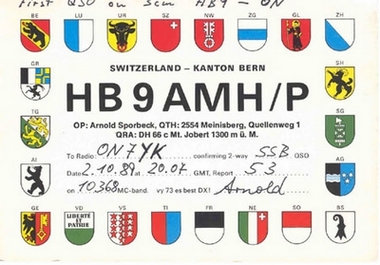 First QSO on 3cm HB9 - ON
BE LU UR SZ NW ZG GL ZH
SWITZERLAND – KANTON BERN
GR SH
HB 9 AMH/P
TG SG
OP: Arnold Sporbeck, QTH: 2554 Meinisberg, Quellenweg 1
QRA: DH 66 c Mt. Jobert 1300 m ü. M.
AI AG
To Radio: ON7YK confirming 2-way SSB QSO
Date 2.10.89 at 20.07 GMT, Report 53
on 10368 MC-band. vy 73 es best DX! Arnold
GE VD VS TI FR NE SO BS
LIBERTÉ ET PATRIE